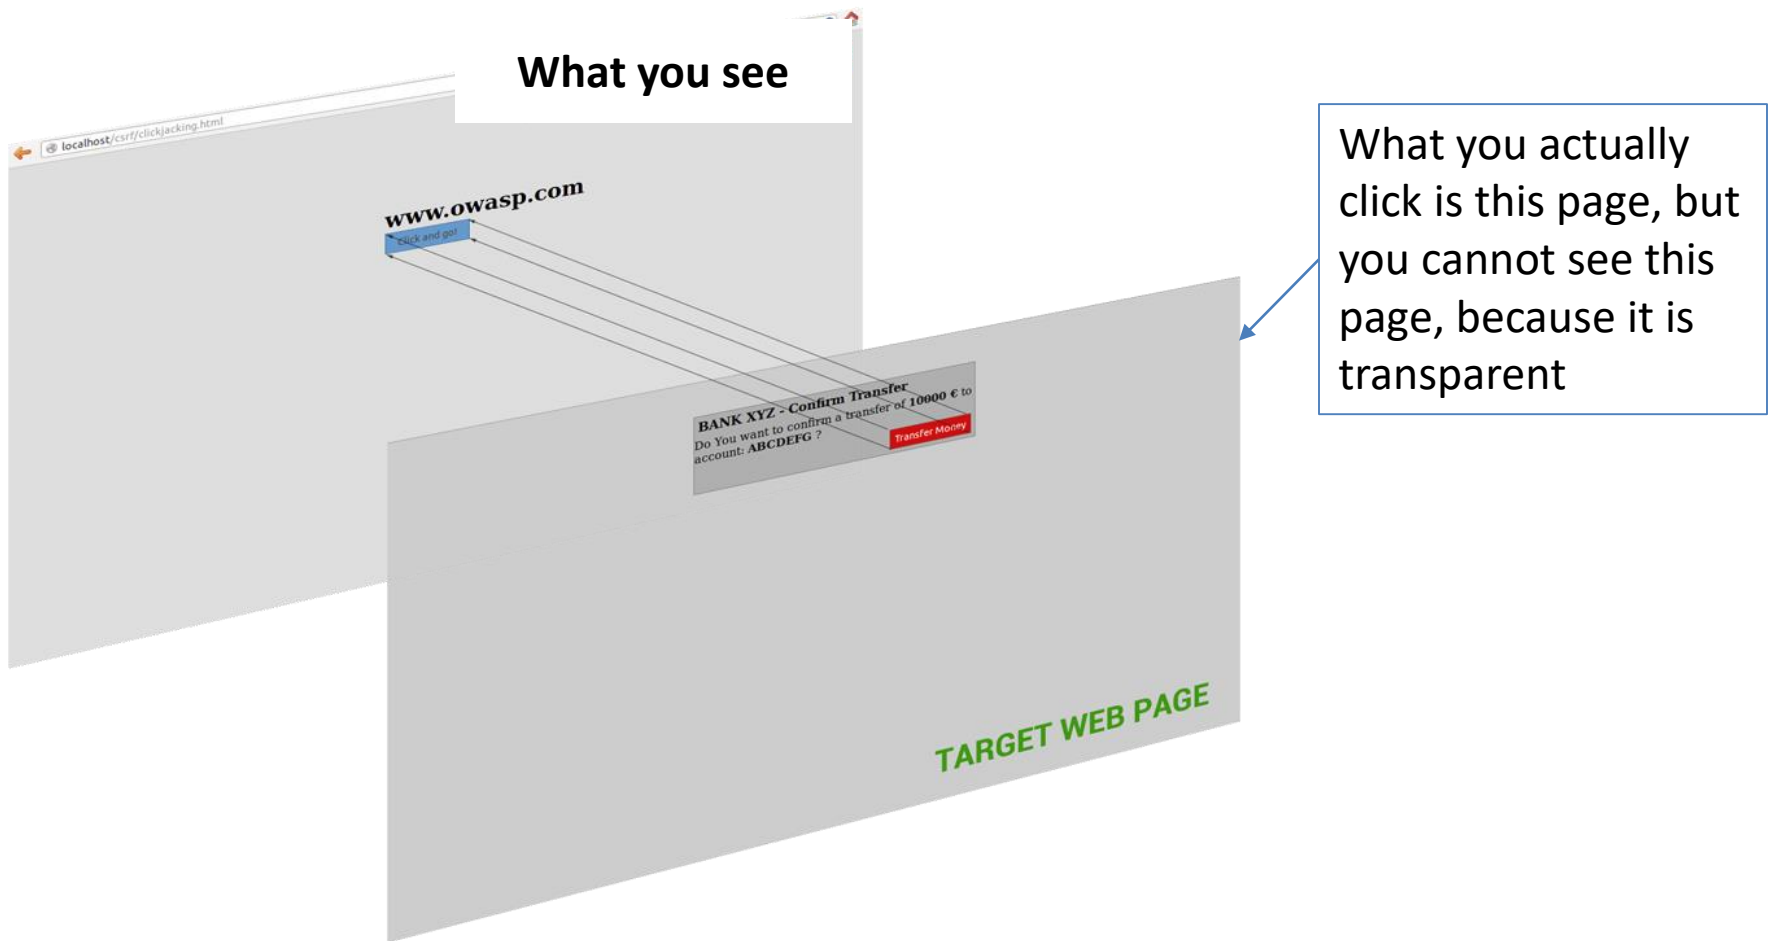 What you see
localhost/csrf/clickjacking.html
www.owasp.com
Click and go!
What you actually
click is this page, but
you cannot see this
page, because it is
transparent
BANK XYZ - Confirm Transfer
Do You want to confirm a transfer of 10000 € to
account: ABCDEFG ?
Transfer Money
TARGET WEB PAGE